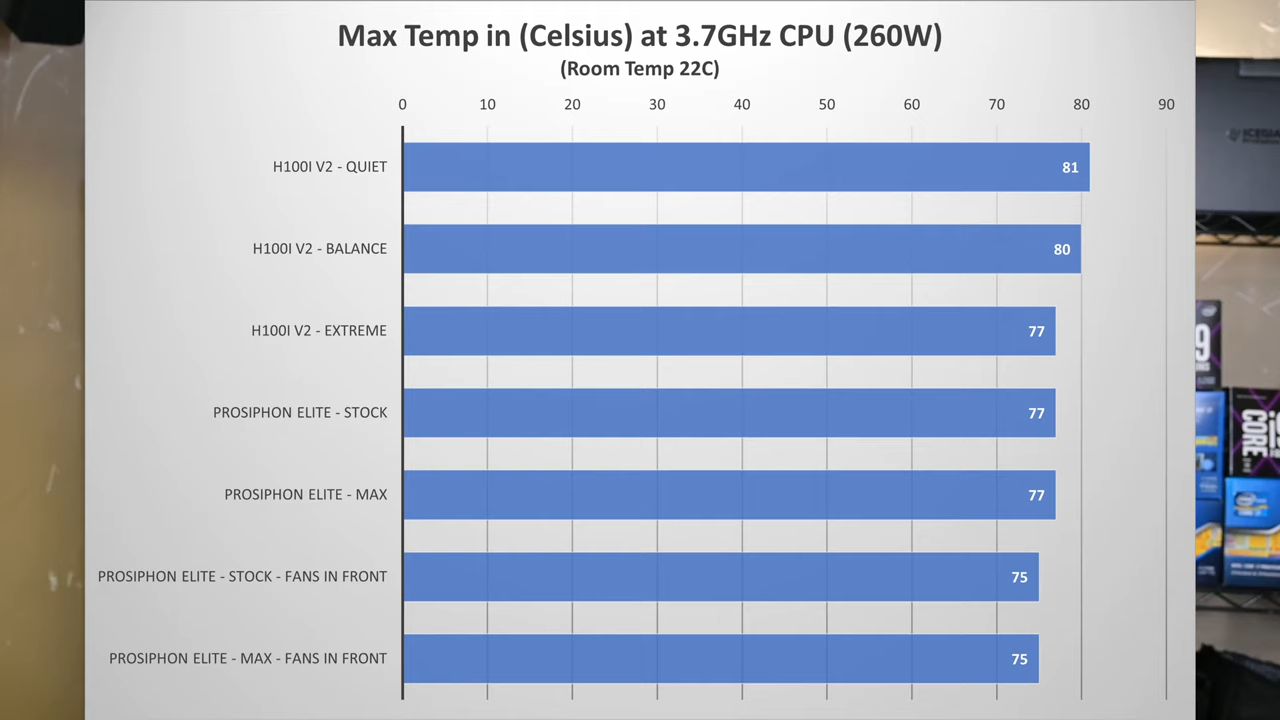 Max Temp in (Celsius) at 3.7GHz CPU (260W)
(Room Temp 22C)
0 10 20 30 40 50 60 70 80 90
H100I V2 - QUIET 81
H100I V2 - BALANCE 80
H100I V2 - EXTREME 77
PROSIPHON ELITE - STOCK 77
PROSIPHON ELITE - MAX 77
PROSIPHON ELITE - STOCK - FANS IN FRONT 75
PROSIPHON ELITE - MAX - FANS IN FRONT 75
9
CORE